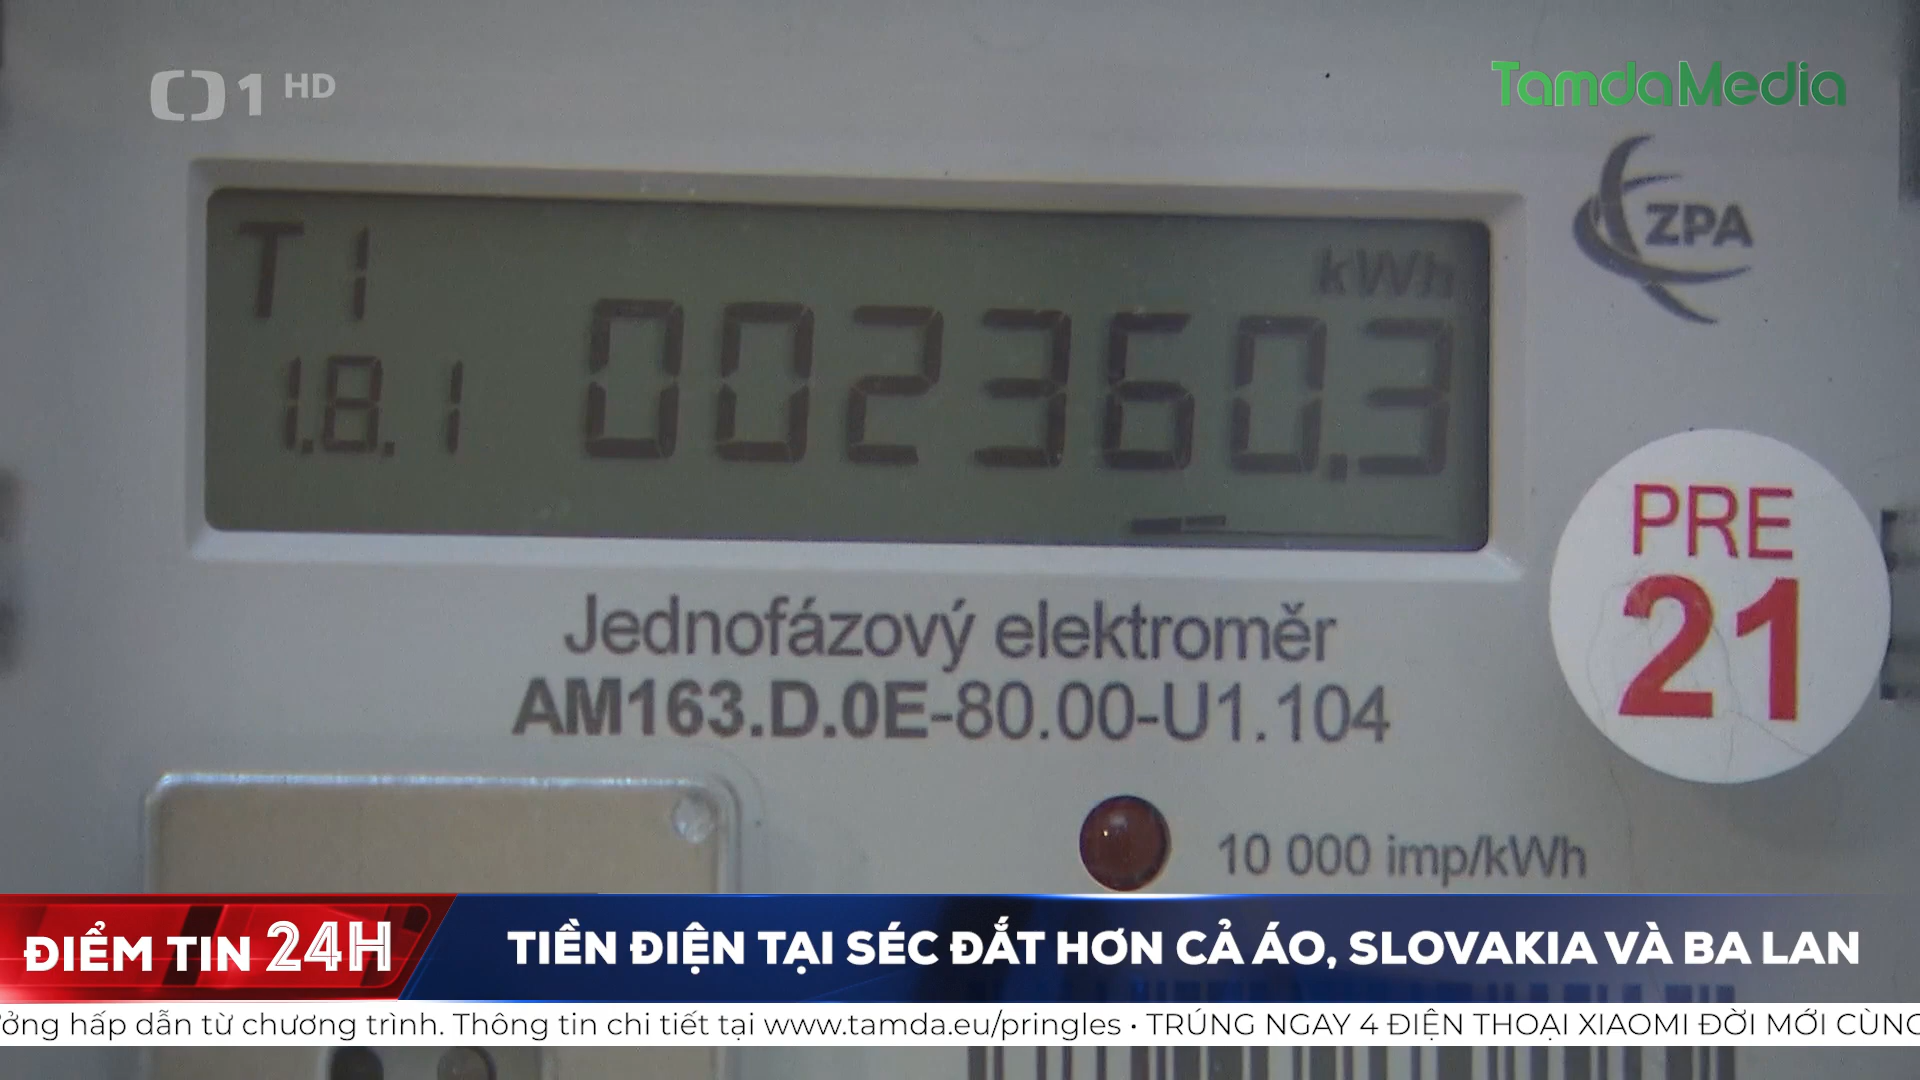 1 HD
TamdaMedia
ZPA
T1
kWh
1.8.1
002360.3
PRE
21
Jednofázový elektroměr
AM163.D.0E-80.00-U1.104
10 000 imp/kWh
ĐIỂM TIN 24H
TIỀN ĐIỆN TẠI SÉC ĐẮT HƠN CẢ ÁO, SLOVAKIA VÀ BA LAN
hấp dẫn từ chương trình. Thông tin chi tiết tại www.tamda.eu/pringles • TRÚNG NGAY 4 ĐIỆN THOẠI XIAOMI ĐỜI MỚI CÙNG